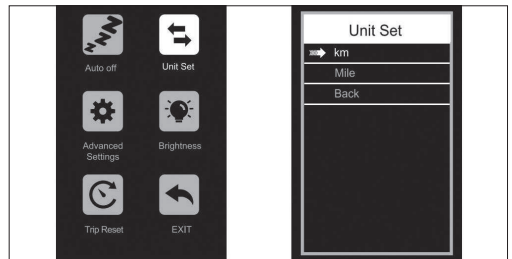 Auto off
Unit Set
Advanced
Settings
Brightness
Trip Reset
EXIT
Unit Set
km
Mile
Back